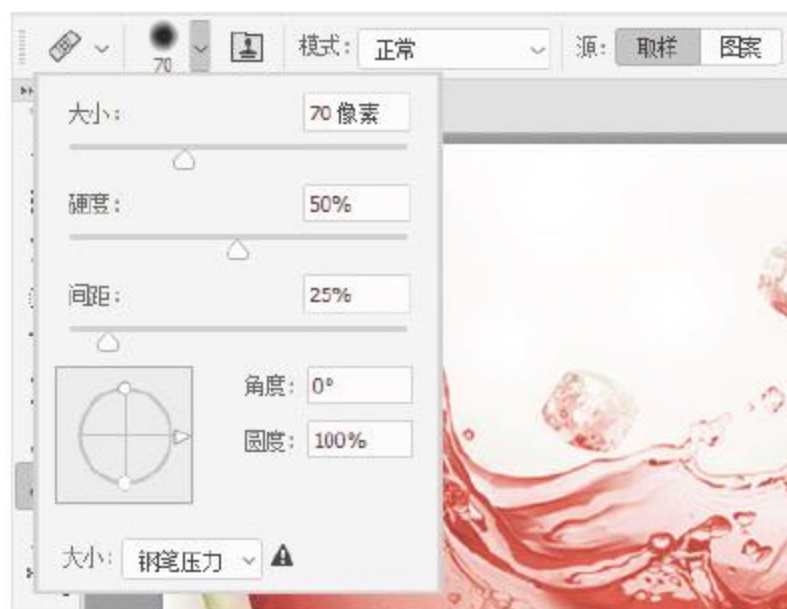 70 模式： 正常 源： 取样 图案
大小： 70 像素
硬度： 50%
间距： 25%
角度： 0°
圆度： 100%
大小： 钢笔压力